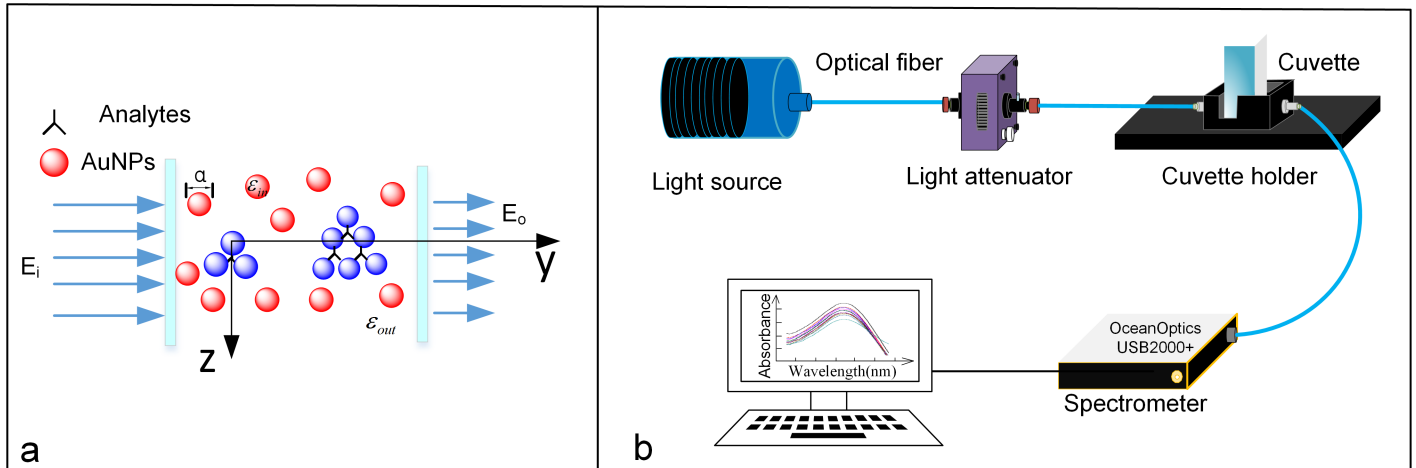 Analytes
AuNPs
α
ε_in
E_i
E_o
y
z
ε_out
a
Optical fiber
Cuvette
Light source
Light attenuator
Cuvette holder
Absorbance
Wavelength(nm)
OceanOptics
USB2000+
Spectrometer
b